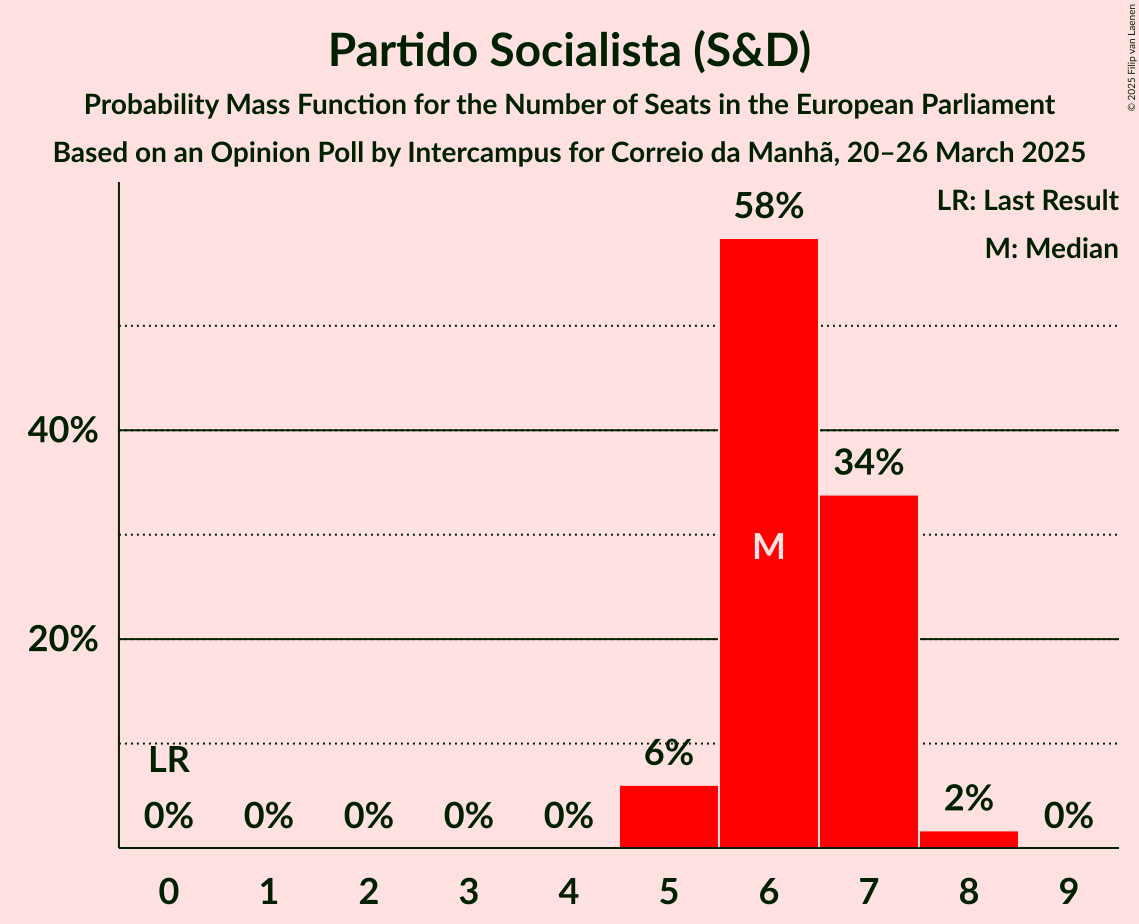 Partido Socialista (S&D)
Probability Mass Function for the Number of Seats in the European Parliament
Based on an Opinion Poll by Intercampus for Correio da Manhã, 20–26 March 2025
© 2025 Filip van Laenen
LR: Last Result
M: Median
58%
40%
34%
M
20%
LR
6%
0% 0% 0% 0% 0% 2% 0%
0 1 2 3 4 5 6 7 8 9